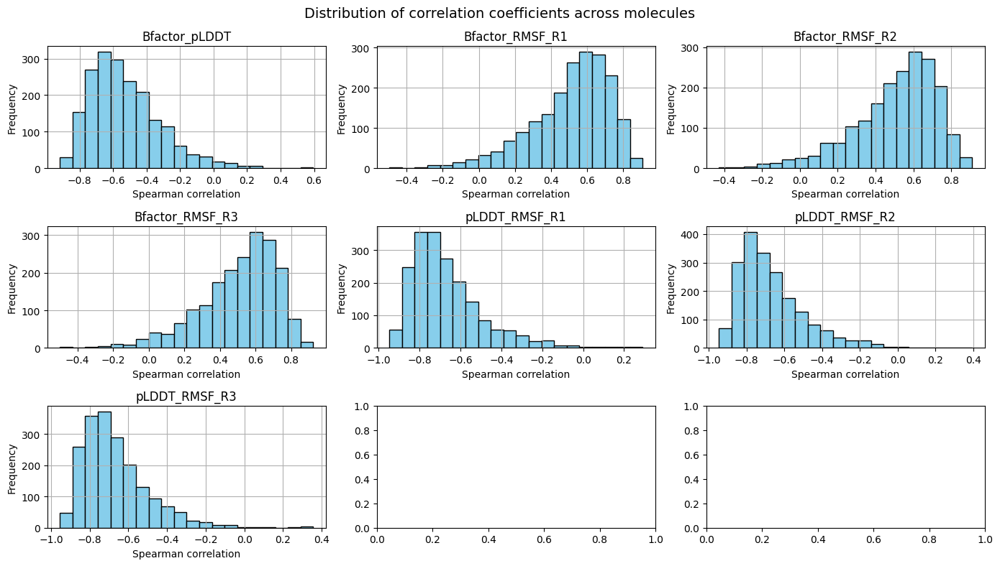 Distribution of correlation coefficients across molecules
Bfactor_pLDDT
Frequency
300
200
100
0
−0.8 −0.6 −0.4 −0.2 0.0 0.2 0.4 0.6
Spearman correlation
Bfactor_RMSF_R1
Frequency
300
200
100
0
−0.4 −0.2 0.0 0.2 0.4 0.6 0.8
Spearman correlation
Bfactor_RMSF_R2
Frequency
300
200
100
0
−0.4 −0.2 0.0 0.2 0.4 0.6 0.8
Spearman correlation
Bfactor_RMSF_R3
Frequency
300
200
100
0
−0.4 −0.2 0.0 0.2 0.4 0.6 0.8
Spearman correlation
pLDDT_RMSF_R1
Frequency
300
200
100
0
−1.0 −0.8 −0.6 −0.4 −0.2 0.0 0.2
Spearman correlation
pLDDT_RMSF_R2
Frequency
400
300
200
100
0
−1.0 −0.8 −0.6 −0.4 −0.2 0.0 0.2 0.4
Spearman correlation
pLDDT_RMSF_R3
Frequency
300
200
100
0
−1.0 −0.8 −0.6 −0.4 −0.2 0.0 0.2 0.4
Spearman correlation
1.0
0.8
0.6
0.4
0.2
0.0
0.0 0.2 0.4 0.6 0.8 1.0
1.0
0.8
0.6
0.4
0.2
0.0
0.0 0.2 0.4 0.6 0.8 1.0